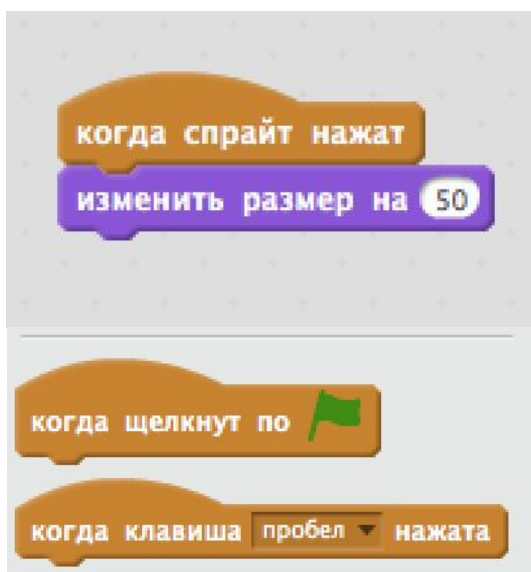 когда спрайт нажат
изменить размер на 50
когда щелкнут по
когда клавиша пробел нажата